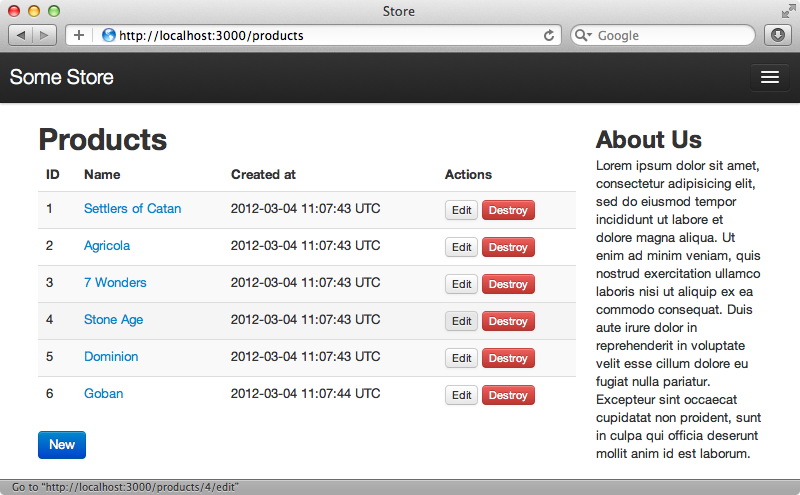 Store
http://localhost:3000/products
Google
Some Store
Products
ID Name Created at Actions
1 Settlers of Catan 2012-03-04 11:07:43 UTC Edit Destroy
2 Agricola 2012-03-04 11:07:43 UTC Edit Destroy
3 7 Wonders 2012-03-04 11:07:43 UTC Edit Destroy
4 Stone Age 2012-03-04 11:07:43 UTC Edit Destroy
5 Dominion 2012-03-04 11:07:43 UTC Edit Destroy
6 Goban 2012-03-04 11:07:44 UTC Edit Destroy
New
About Us
Lorem ipsum dolor sit amet,
consectetur adipisicing elit,
sed do eiusmod tempor
incididunt ut labore et
dolore magna aliqua. Ut
enim ad minim veniam, quis
nostrud exercitation ullamco
laboris nisi ut aliquip ex ea
commodo consequat. Duis
aute irure dolor in
reprehenderit in voluptate
velit esse cillum dolore eu
fugiat nulla pariatur.
Excepteur sint occaecat
cupidatat non proident, sunt
in culpa qui officia deserunt
mollit anim id est laborum.
Go to “http://localhost:3000/products/4/edit”